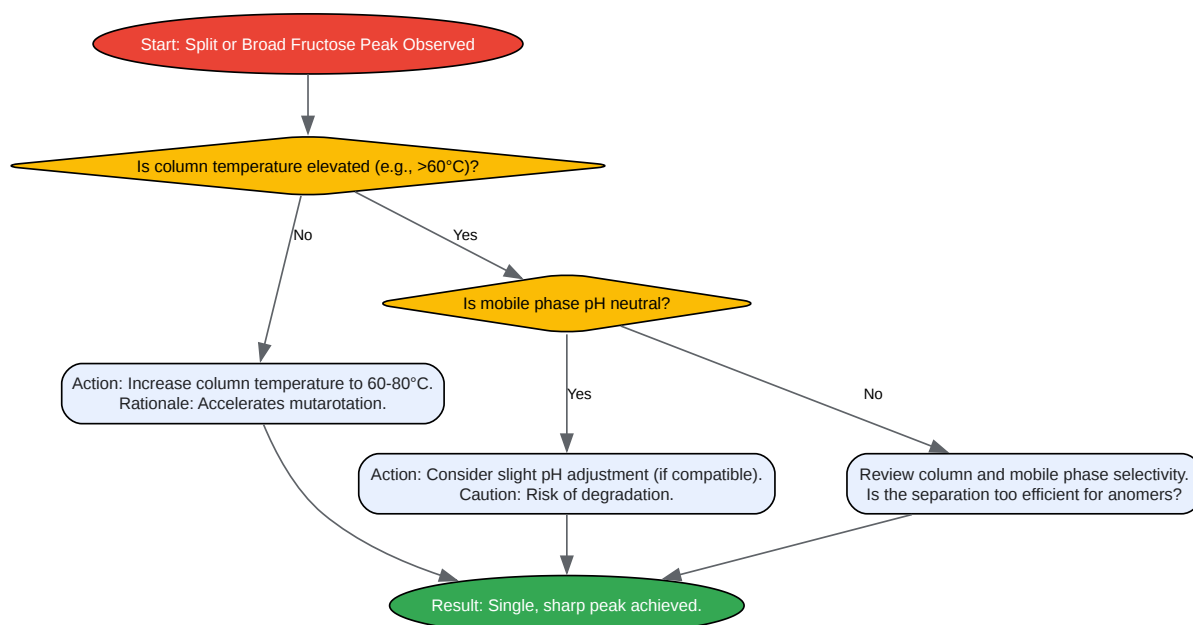 Start: Split or Broad Fructose Peak Observed
Is column temperature elevated (e.g., >60°C)?
No
Yes
Is mobile phase pH neutral?
Action: Increase column temperature to 60-80°C.
Rationale: Accelerates mutarotation.
Yes
No
Action: Consider slight pH adjustment (if compatible).
Caution: Risk of degradation.
Review column and mobile phase selectivity.
Is the separation too efficient for anomers?
Result: Single, sharp peak achieved.